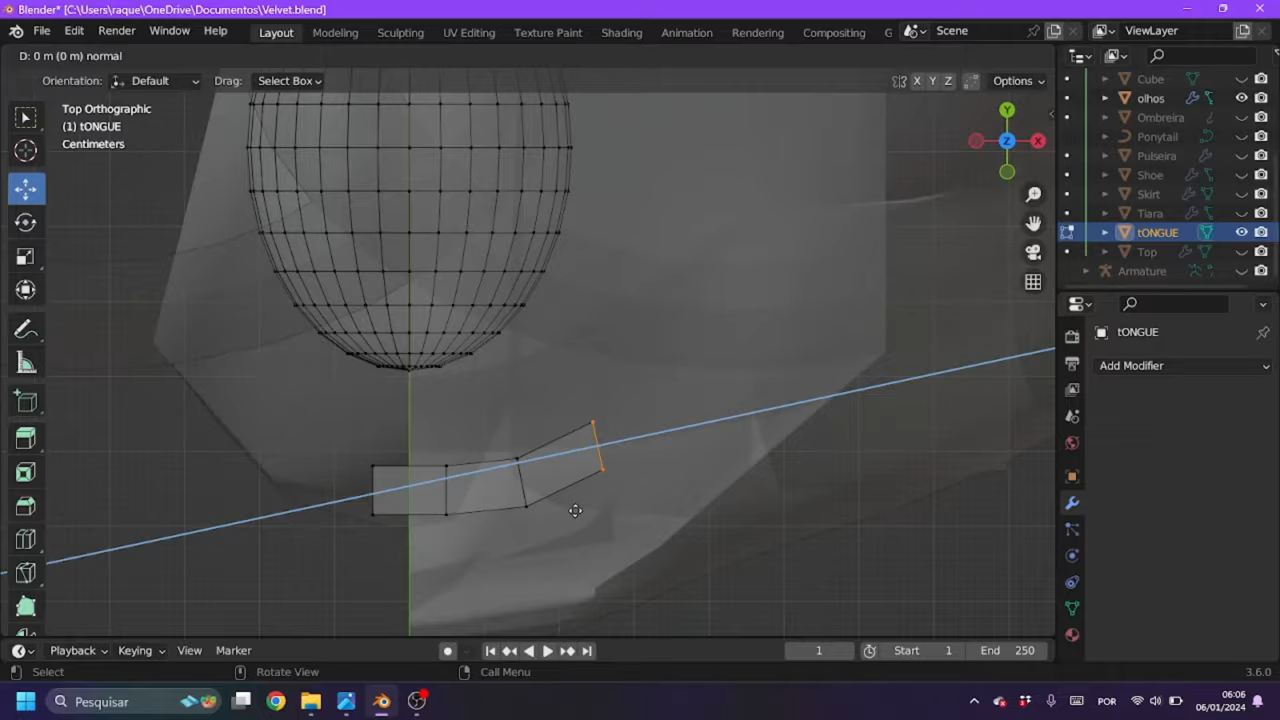 Blender* [C:\Users\raque\OneDrive\Documentos\Velvet.blend]
File Edit Render Window Help Layout Modeling Sculpting UV Editing Texture Paint Shading Animation Rendering Compositing G Scene ViewLayer
D: 0 m (0 m) normal
Orientation: Default Drag: Select Box X Y Z Options
Top Orthographic
(1) tONGUE
Centimeters
Y
Z X
Cube
olhos
Ombreira
Ponytail
Pulseira
Shoe
Skirt
Tiara
tONGUE
Top
Armature
tONGUE
Add Modifier
Playback Keying View Marker 1 Start 1 End 250
Select Rotate View Call Menu 3.6.0
Pesquisar POR 06:06
06/01/2024